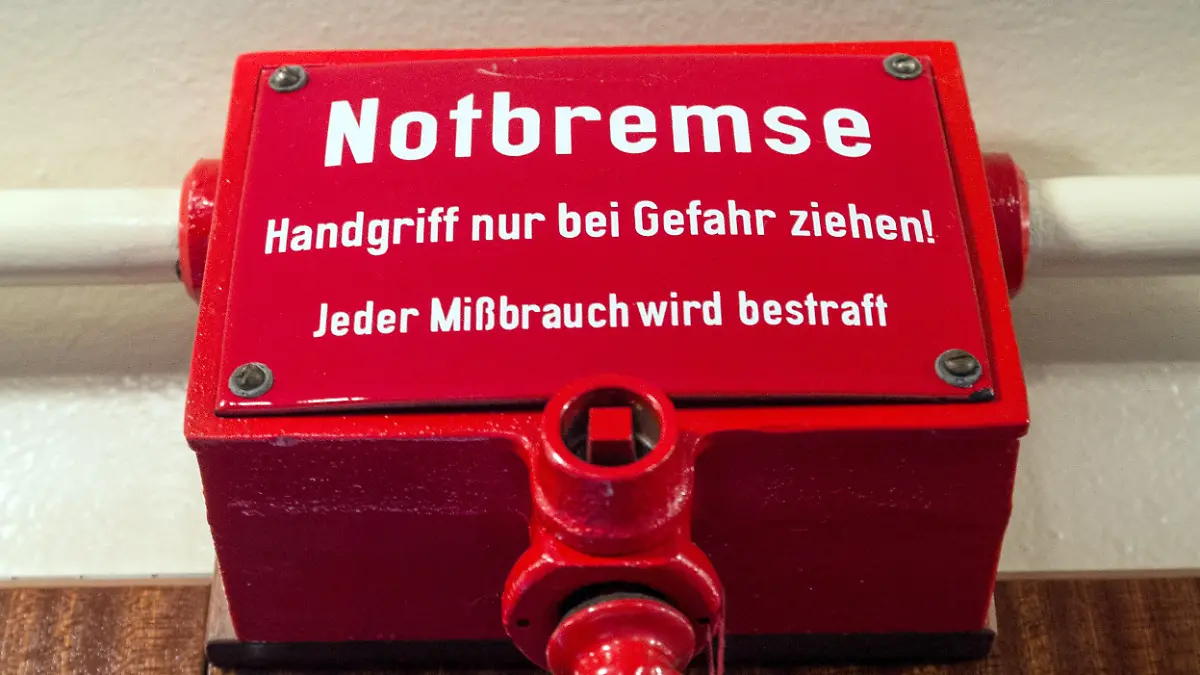 Notbremse
Handgriff nur bei Gefahr ziehen!
Jeder Mißbrauch wird bestraft